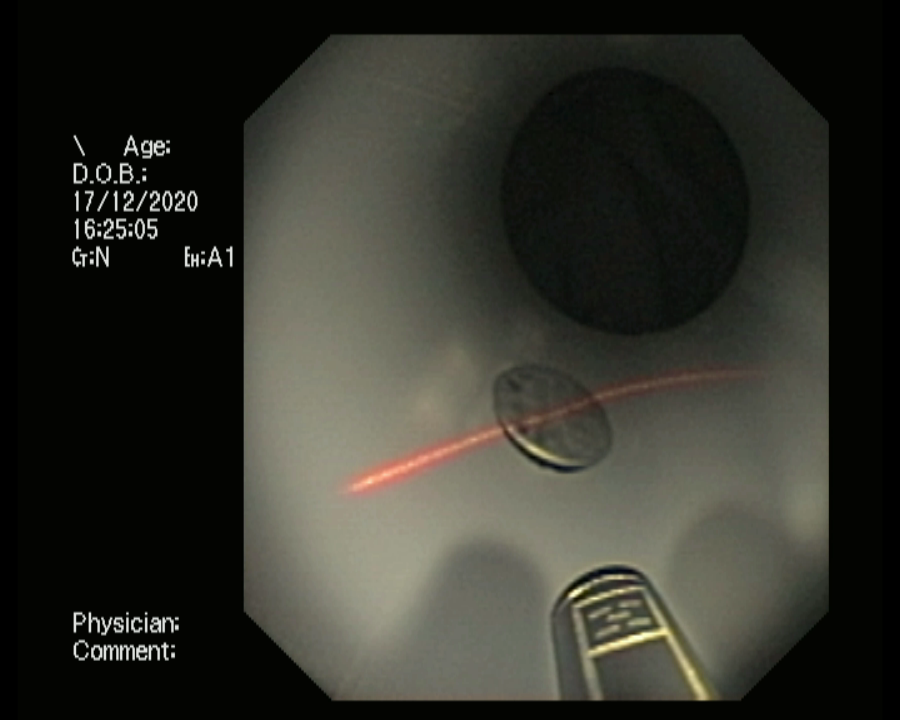 \ Age:
D.O.B.:
17/12/2020
16:25:05
Ct:N Eh:A1
Physician:
Comment: